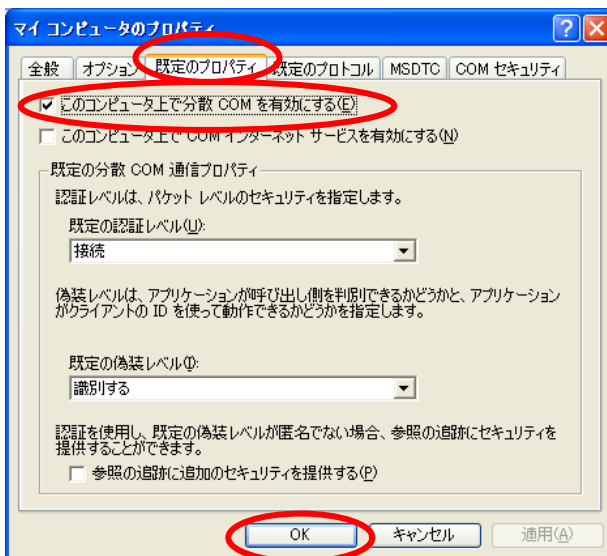 マイ コンピュータのプロパティ
全般 オプション 既定のプロパティ 既定のプロトコル MSDTC COM セキュリティ
このコンピュータ上で分散 COM を有効にする(E)
このコンピュータ上で COM インターネット サービスを有効にする(N)
既定の分散 COM 通信プロパティ
認証レベルは、パケット レベルのセキュリティを指定します。
既定の認証レベル(U):
接続
偽装レベルは、アプリケーションが呼び出し側を判別できるかどうかと、アプリケーション
がクライアントの ID を使って動作できるかどうかを指定します。
既定の偽装レベル(I):
識別する
認証を使用し、既定の偽装レベルが匿名でない場合、参照の追跡にセキュリティを
提供することができます。
参照の追跡に追加のセキュリティを提供する(P)
OK キャンセル 適用(A)